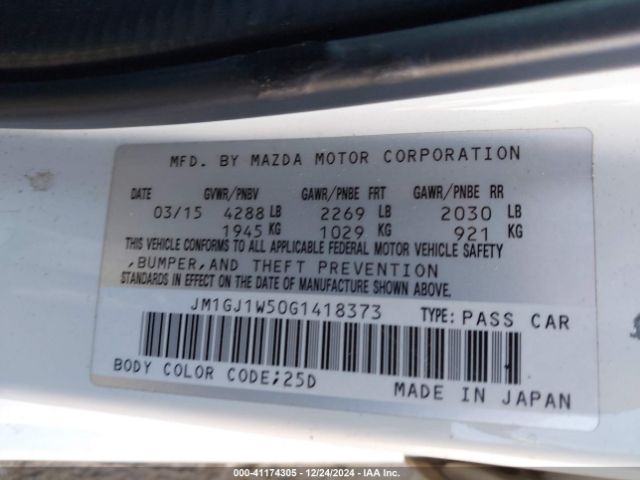 MFD. BY MAZDA MOTOR CORPORATION
DATE GVWR/PNBV GAWR/PNBE FRT GAWR/PNBE RR
03/15 4288 LB 2269 LB 2030 LB
1945 KG 1029 KG 921 KG
THIS VEHICLE CONFORMS TO ALL APPLICABLE FEDERAL MOTOR VEHICLE SAFETY
,BUMPER,AND THEFT PREVENTION
STANDARDS IN EFFECT ON THE DATE OF MANUFACTURE SHOWN ABOVE.
JM1GJ1W50G1418373 TYPE: PASS CAR
BODY COLOR CODE;25D MADE IN JAPAN
000-41174305 • 12/24/2024 • IAA Inc.